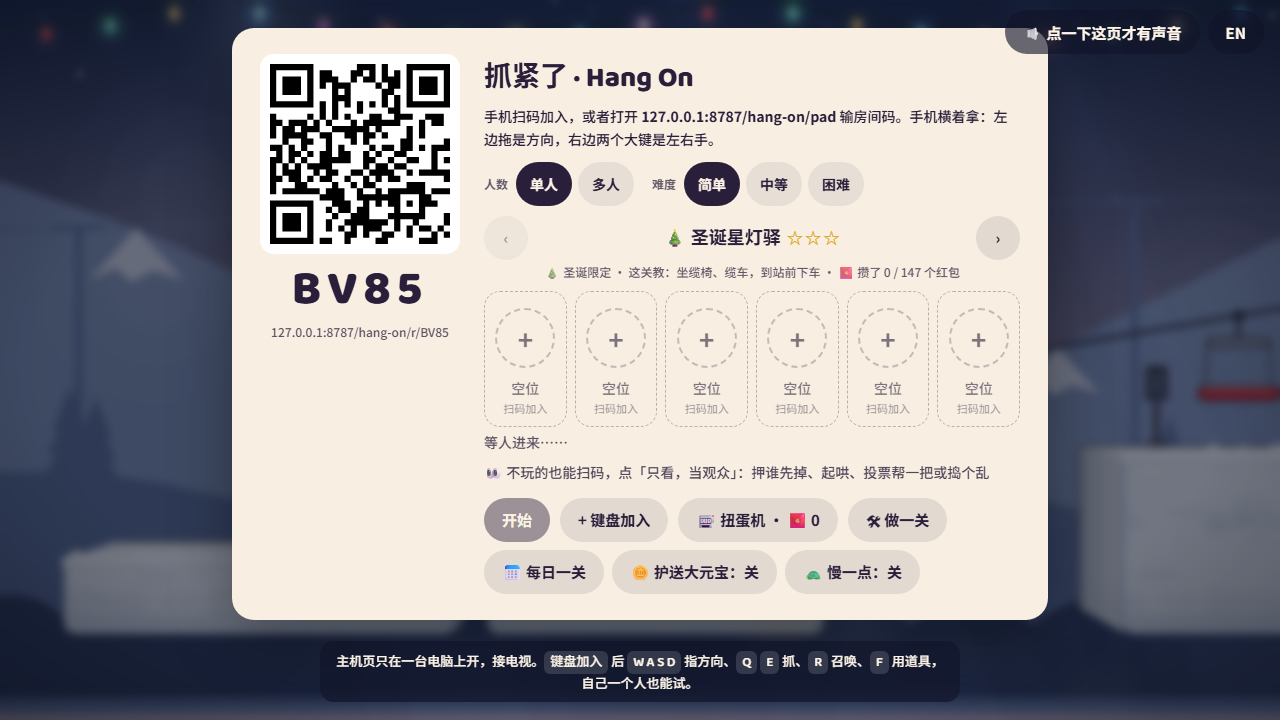 点一下这页才有声音
EN
抓紧了 · Hang On
手机扫码加入，或者打开 127.0.0.1:8787/hang-on/pad 输房间码。手机横着拿：左
边拖是方向，右边两个大键是左右手。
人数 单人 多人 难度 简单 中等 困难
‹ 圣诞星灯驿 ☆☆☆ ›
圣诞限定 · 这关教：坐缆椅、缆车，到站前下车 · 攒了 0 / 147 个红包
+ + + + + +
空位 空位 空位 空位 空位 空位
扫码加入 扫码加入 扫码加入 扫码加入 扫码加入 扫码加入
BV85
127.0.0.1:8787/hang-on/r/BV85
等人进来……
不玩的也能扫码，点「只看，当观众」：押谁先掉、起哄、投票帮一把或捣个乱
开始 + 键盘加入 扭蛋机 · 0 做一关
每日一关 护送大元宝：关 慢一点：关
主机页只在一台电脑上开，接电视。 键盘加入 后 WASD 指方向、 Q E 抓、 R 召唤、 F 用道具，
自己一个人也能试。